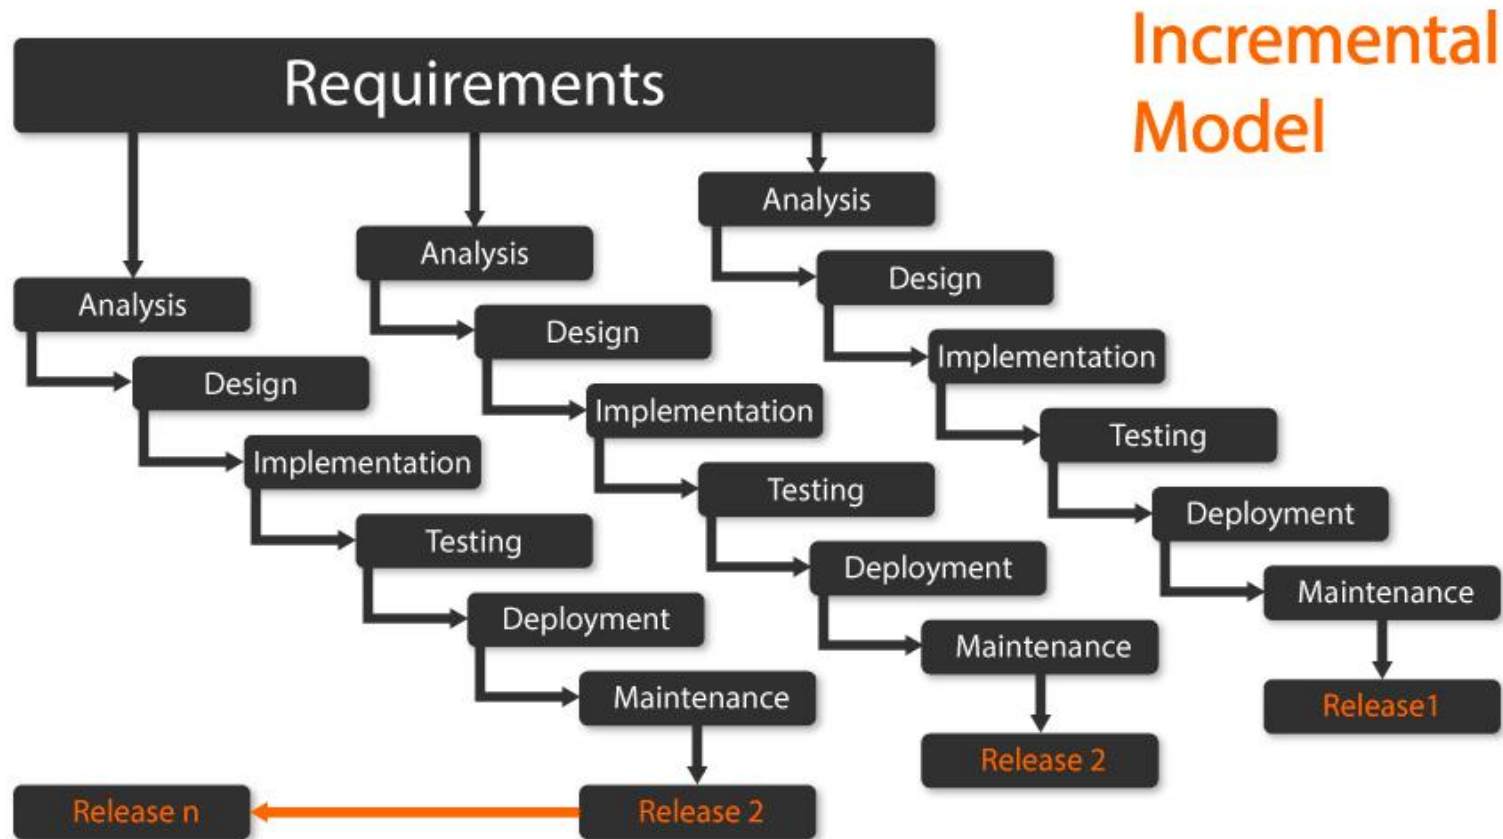 Incremental
Model
Requirements
Analysis
Design
Implementation
Testing
Deployment
Maintenance
Release 2
Release n
Analysis
Design
Implementation
Testing
Deployment
Maintenance
Release 2
Analysis
Design
Implementation
Testing
Deployment
Maintenance
Release1